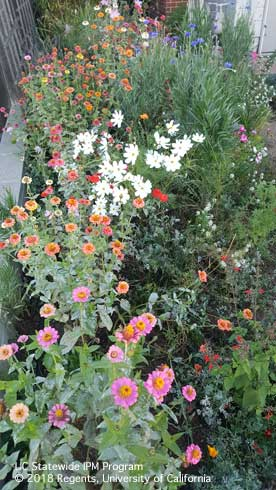 UC Statewide IPM Program
© 2018 Regents, University of California